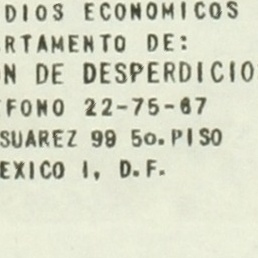 DIOS ECONOMICOS
RTAMENTO DE:
N DE DESPERDICIO
FONO 22-75-67
SUAREZ 99 5o. PISO
EXICO I, D.F.